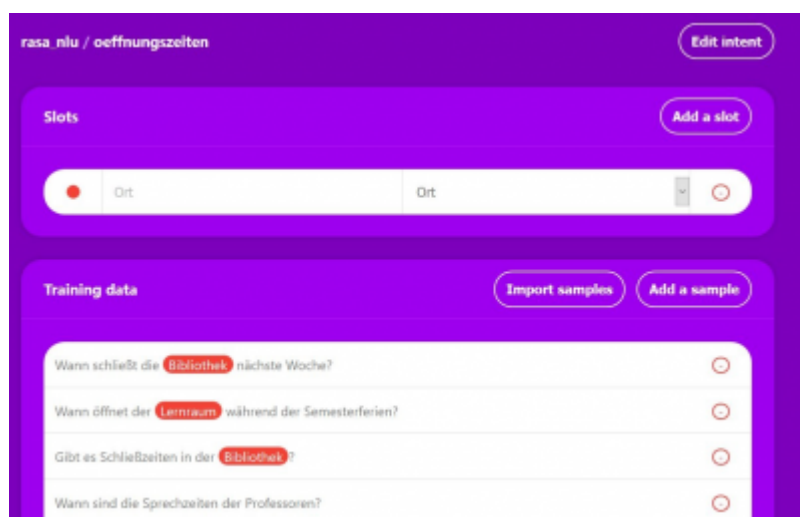 rasa_nlu / oeffnungszeiten Edit intent
Slots Add a slot
Ort Ort
Training data Import samples Add a sample
Wann schließt die Bibliothek nächste Woche?
Wann öffnet der Lernraum während der Semesterferien?
Gibt es Schließzeiten in der Bibliothek?
Wann sind die Sprechzeiten der Professoren?